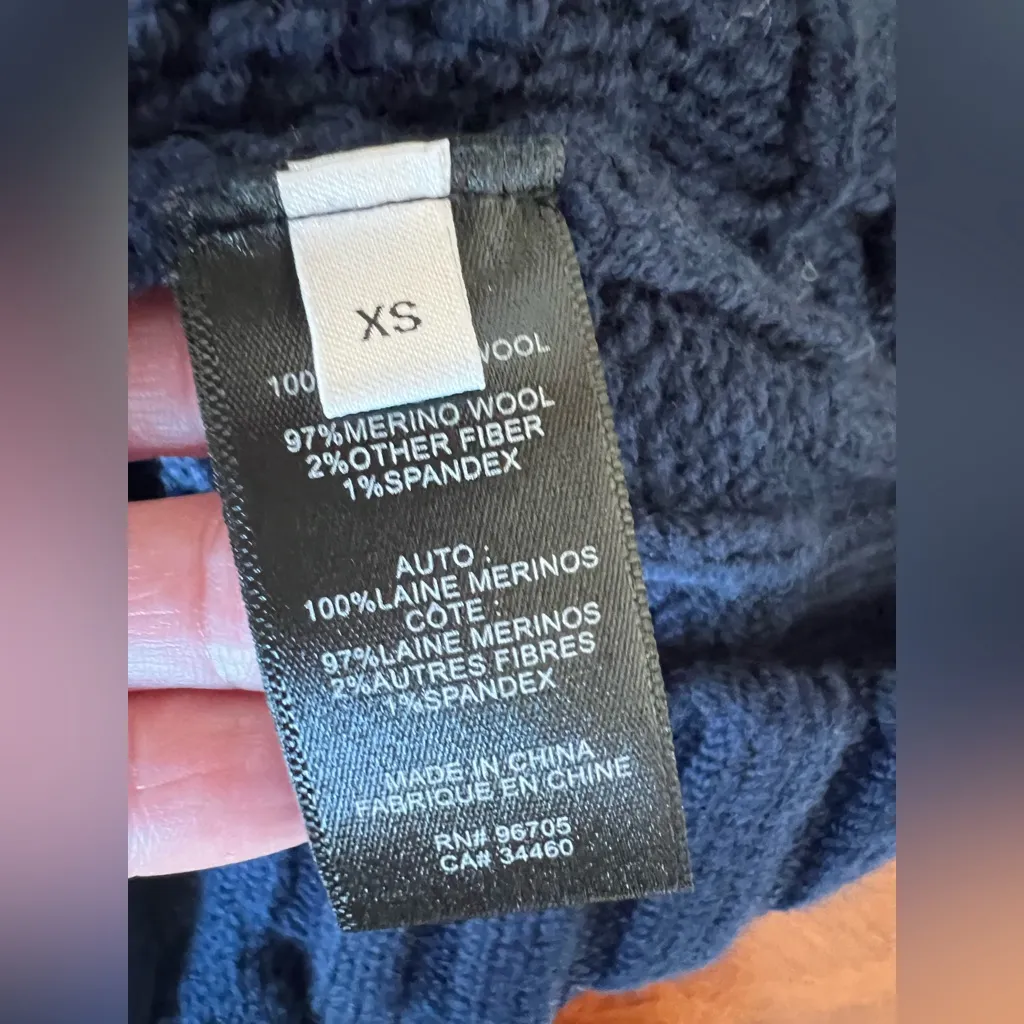 XS
100 WOOL
97%MERINO WOOL
2%OTHER FIBER
1%SPANDEX
AUTO :
100%LAINE MERINOS
CÔTE :
97%LAINE MERINOS
2%AUTRES FIBRES
1%SPANDEX
MADE IN CHINA
FABRIQUE EN CHINE
RN# 96705
CA# 34460